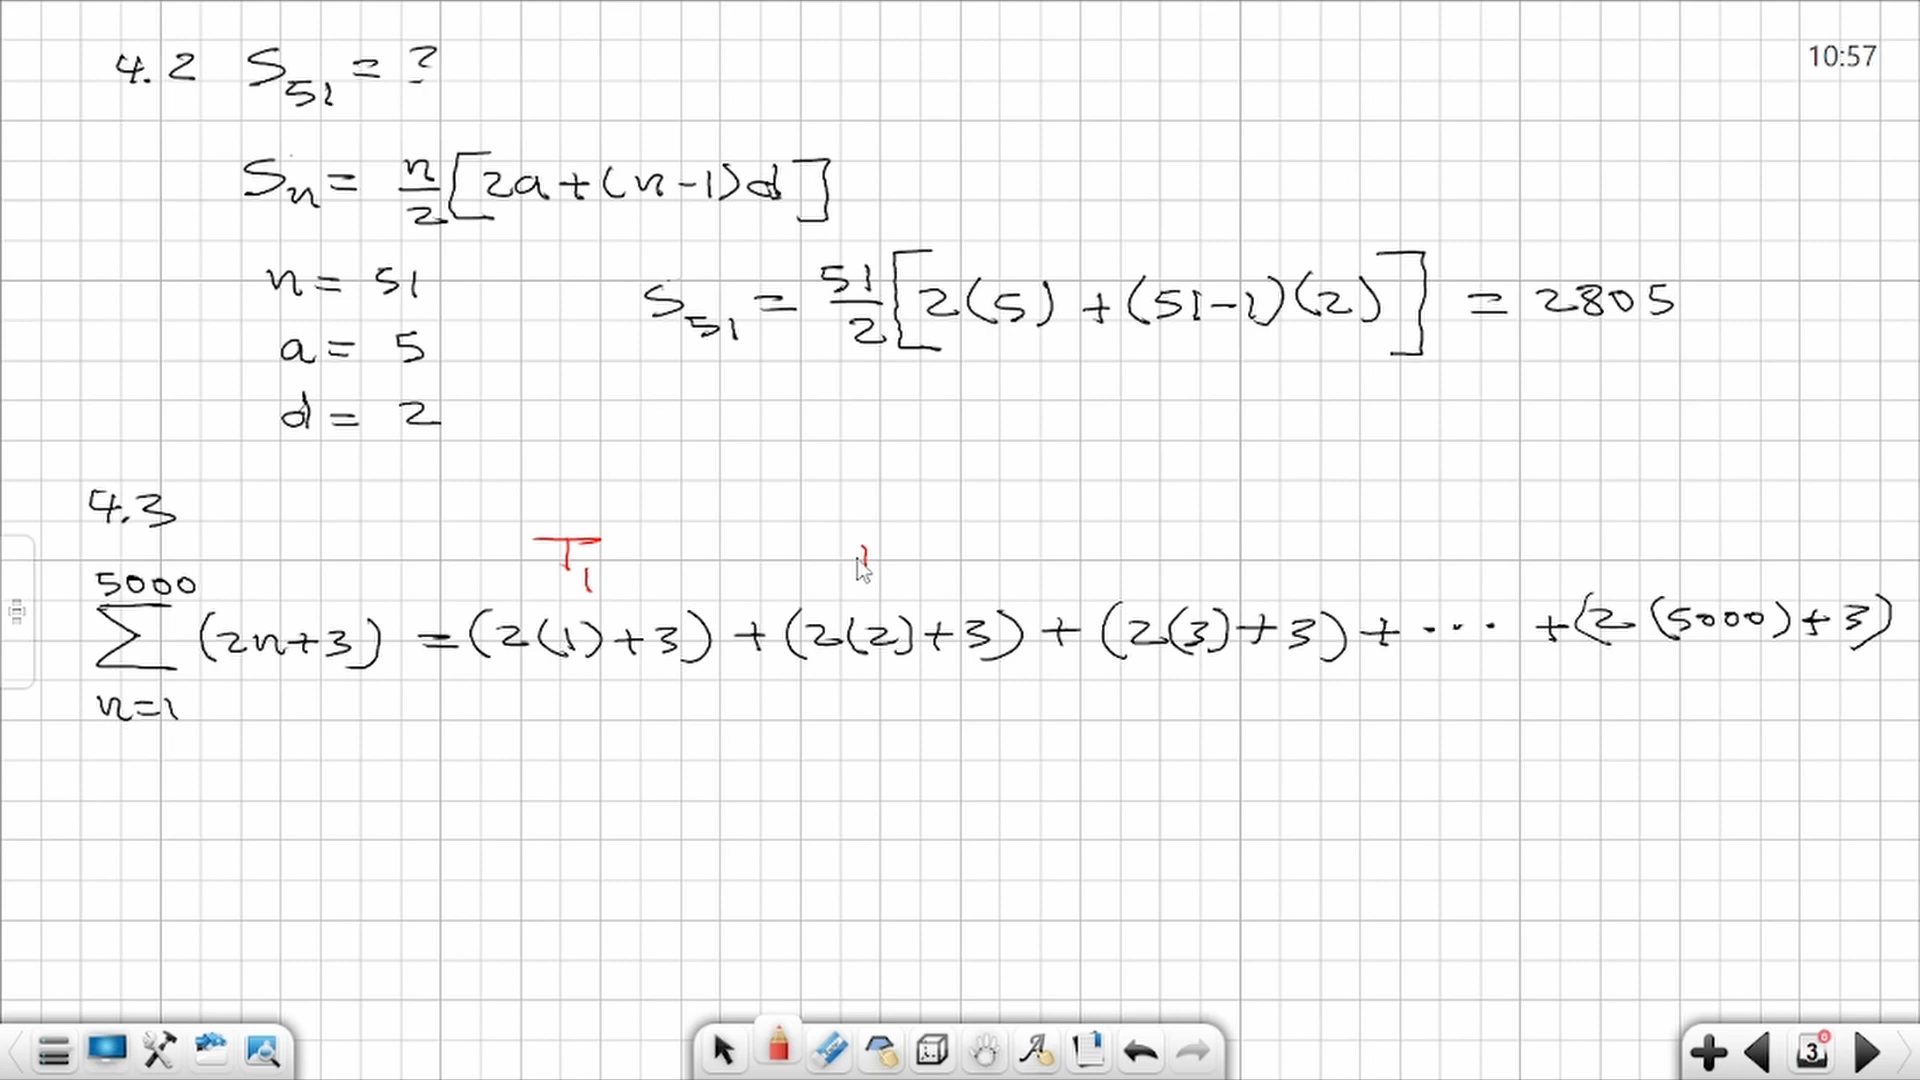 10:57
4.2 S₅₁ = ?
Sₙ = n/2 [2a + (n-1)d]
n = 51
a = 5
d = 2
S₅₁ = 51/2 [2(5) + (51-1)(2)] = 2805
4.3
T₁
5000
∑ (2n+3) = (2(1)+3) + (2(2)+3) + (2(3)+3) + ... + (2(5000)+3)
n=1
3